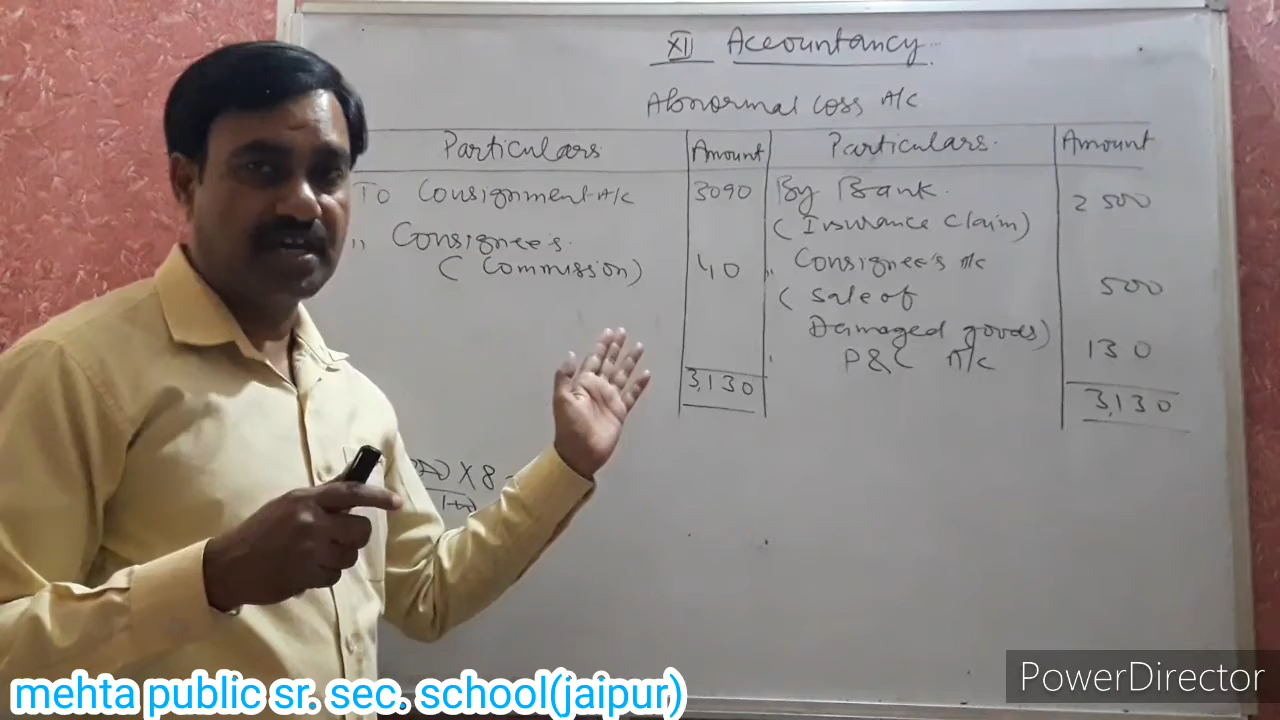 XII Accountancy
Abnormal Loss A/c
Particulars Amount Particulars. Amount
To Consignment A/c 3090 By Bank. 2500
(Insurance Claim)
,, Consignee's. 
(Commission) 40 ,, Consignee's A/c
(Sale of 500
Damaged goods)
P&L A/c 130
3,130 3,130
X 8
mehta public sr. sec. school(jaipur)
PowerDirector